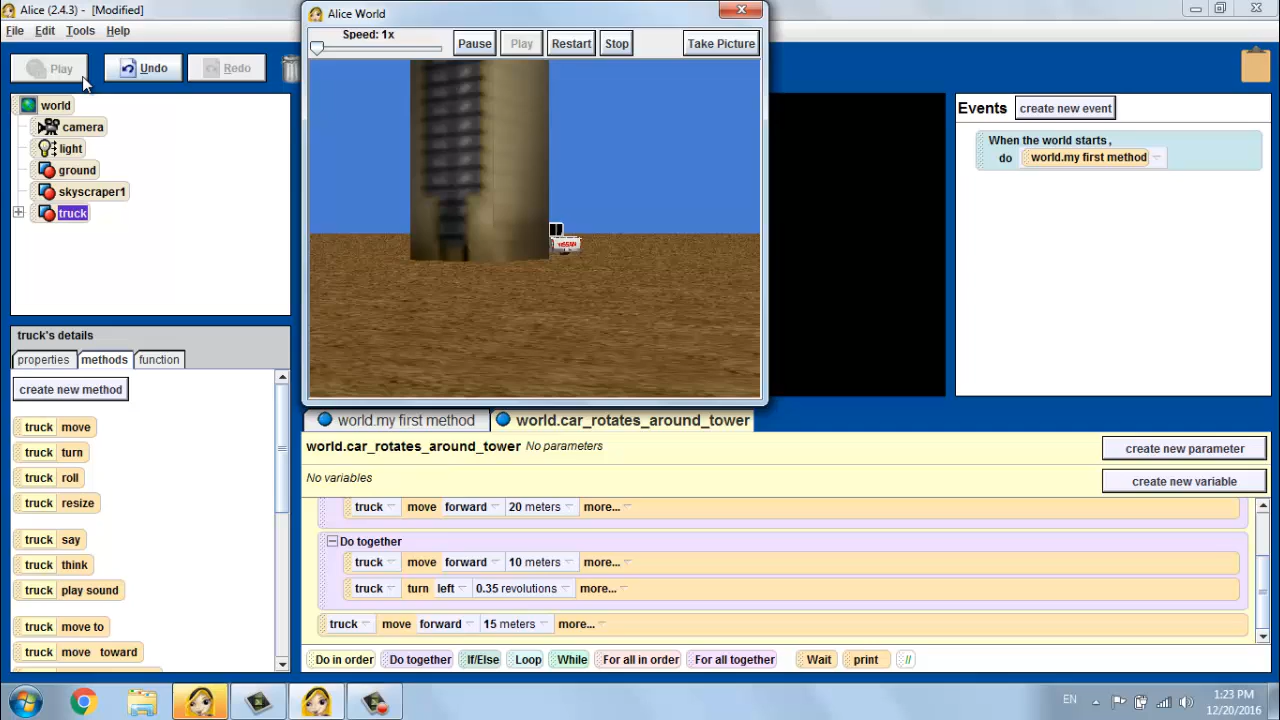 Alice (2.4.3) - [Modified]
File Edit Tools Help
Play Undo Redo
world
camera
light
ground
skyscraper1
truck
truck's details
properties methods function
create new method
truck move
truck turn
truck roll
truck resize
truck say
truck think
truck play sound
truck move to
truck move toward
Alice World
Speed: 1x
Pause Play Restart Stop Take Picture
NISSAN
Events create new event
When the world starts,
do world.my first method
world.my first method world.car_rotates_around_tower
world.car_rotates_around_tower No parameters
create new parameter
No variables
create new variable
truck move forward 20 meters more...
Do together
truck move forward 10 meters more...
truck turn left 0.35 revolutions more...
truck move forward 15 meters more...
Do in order Do together If/Else Loop While For all in order For all together Wait print //
EN
1:23 PM
12/20/2016